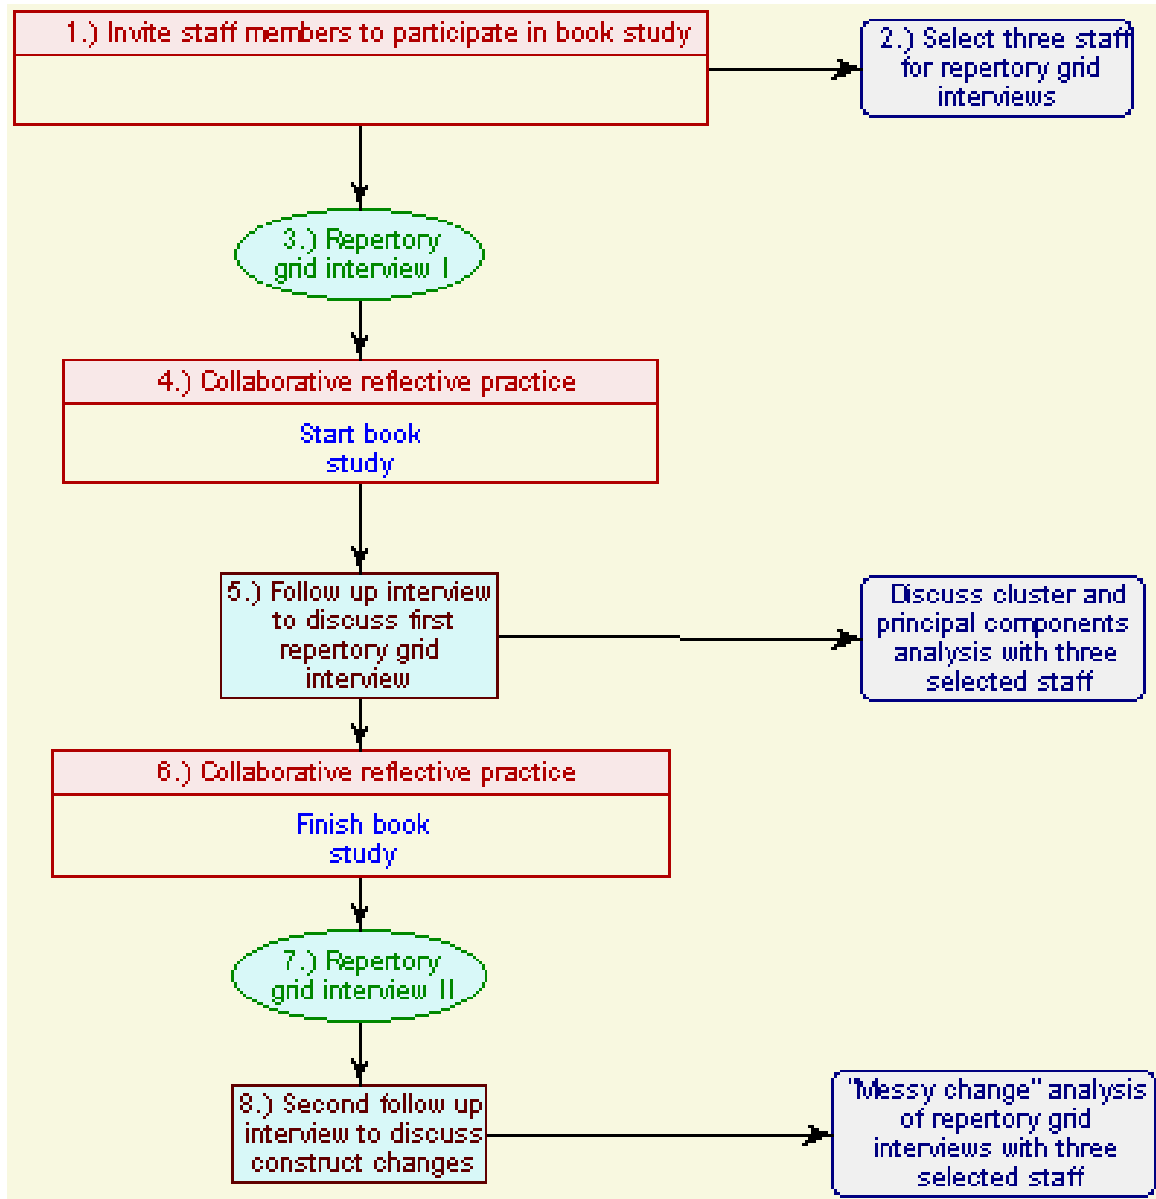 1.) Invite staff members to participate in book study
2.) Select three staff
for repertory grid
interviews
3.) Repertory
grid interview I
4.) Collaborative reflective practice
Start book
study
5.) Follow up interview
to discuss first
repertory grid
interview
Discuss cluster and
principal components
analysis with three
selected staff
6.) Collaborative reflective practice
Finish book
study
7.) Repertory
grid interview II
8.) Second follow up
interview to discuss
construct changes
"Messy change" analysis
of repertory grid
interviews with three
selected staff